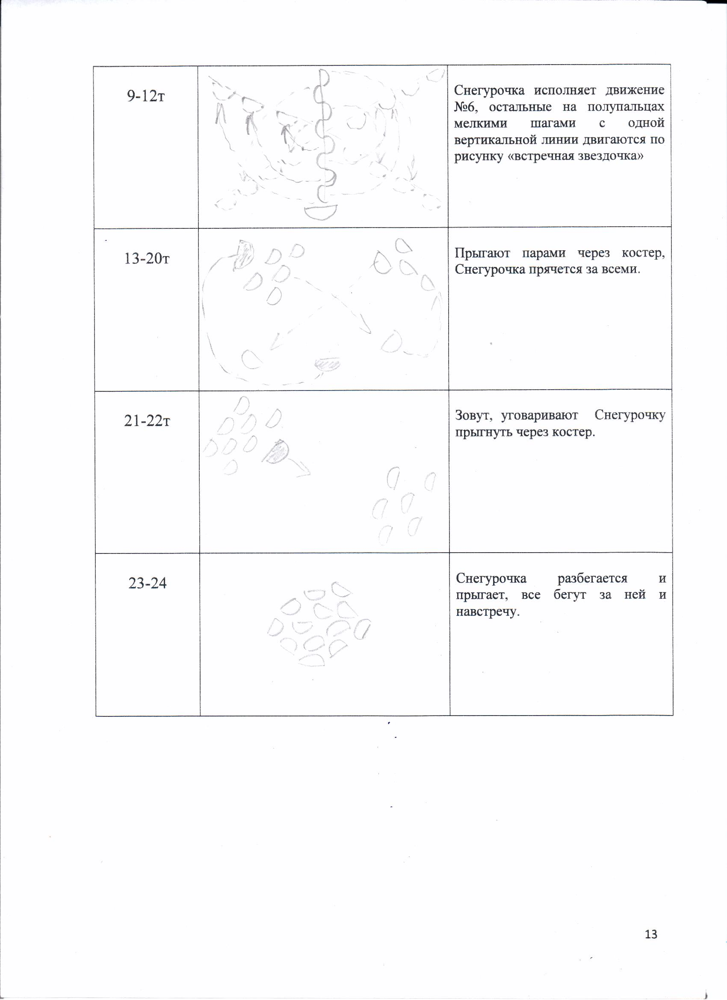 9-12т
Снегурочка исполняет движение
№6, остальные на полупальцах
мелкими шагами с одной
вертикальной линии двигаются по
рисунку «встречная звездочка»
13-20т
Прыгают парами через костер,
Снегурочка прячется за всеми.
21-22т
Зовут, уговаривают Снегурочку
прыгнуть через костер.
23-24
Снегурочка разбегается и
прыгает, все бегут за ней и
навстречу.
13